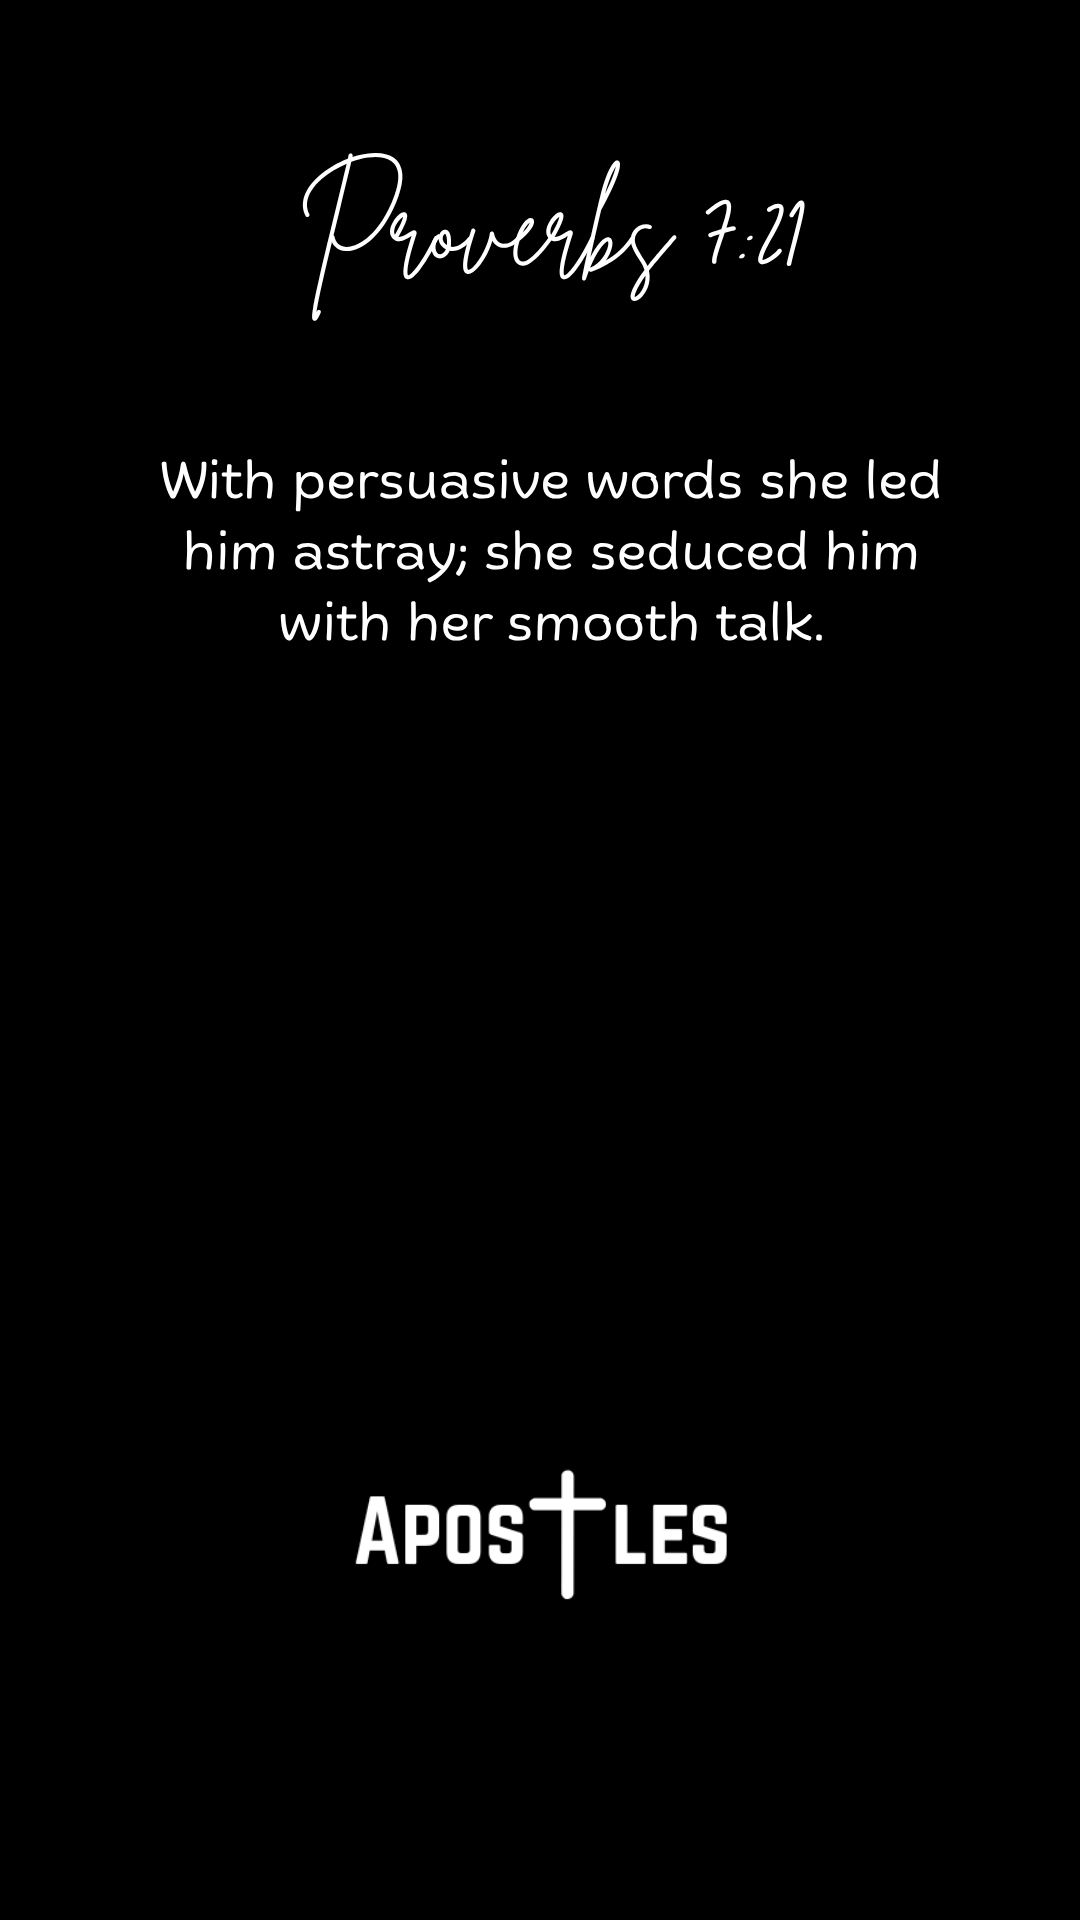 Proverbs 7:21
With persuasive words she led
him astray; she seduced him
with her smooth talk.
Apostles